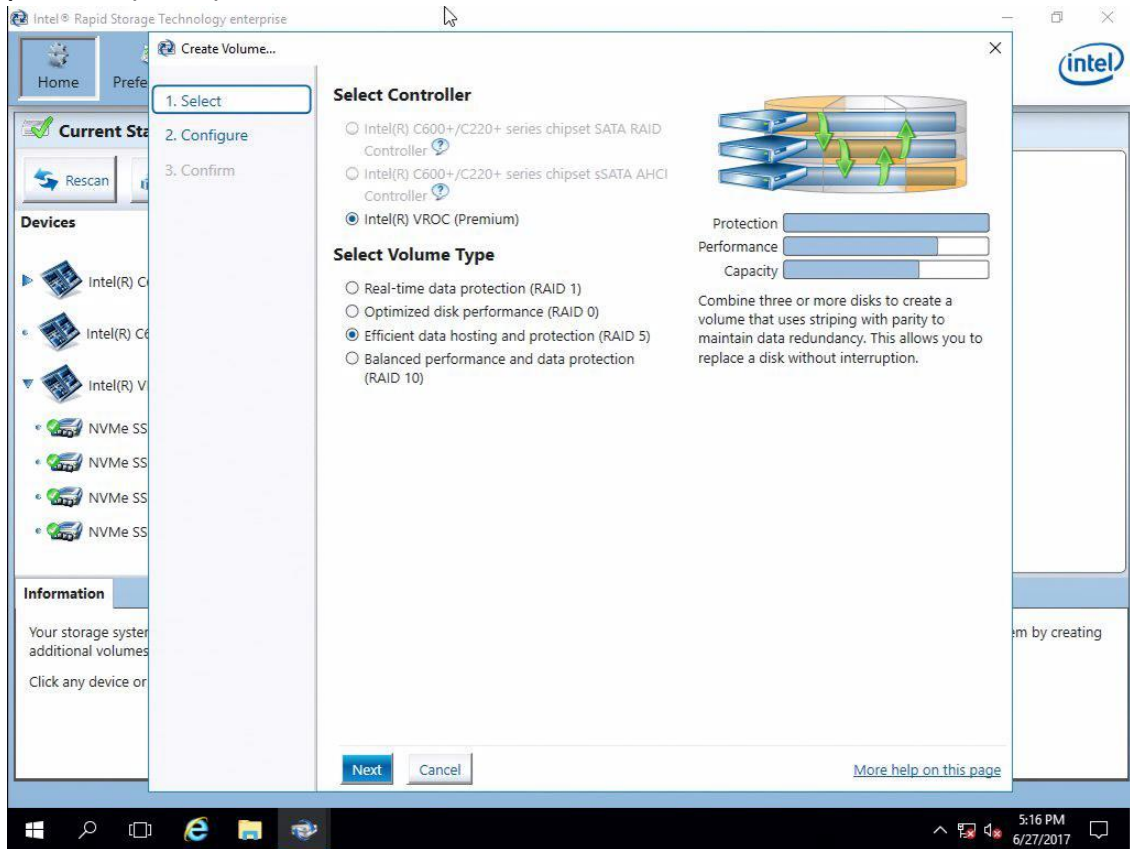 Intel® Rapid Storage Technology enterprise
Home
Prefe
intel
Current Sta
Rescan
Devices
Intel(R) C
Intel(R) C6
Intel(R) V
NVMe SS
NVMe SS
NVMe SS
NVMe SS
Information
Your storage syster
additional volumes
Click any device or
em by creating
Create Volume...
1. Select
2. Configure
3. Confirm
Select Controller
Intel(R) C600+/C220+ series chipset SATA RAID
Controller
Intel(R) C600+/C220+ series chipset sSATA AHCI
Controller
Intel(R) VROC (Premium)
Select Volume Type
Real-time data protection (RAID 1)
Optimized disk performance (RAID 0)
Efficient data hosting and protection (RAID 5)
Balanced performance and data protection
(RAID 10)
Protection
Performance
Capacity
Combine three or more disks to create a
volume that uses striping with parity to
maintain data redundancy. This allows you to
replace a disk without interruption.
Next
Cancel
More help on this page
5:16 PM
6/27/2017